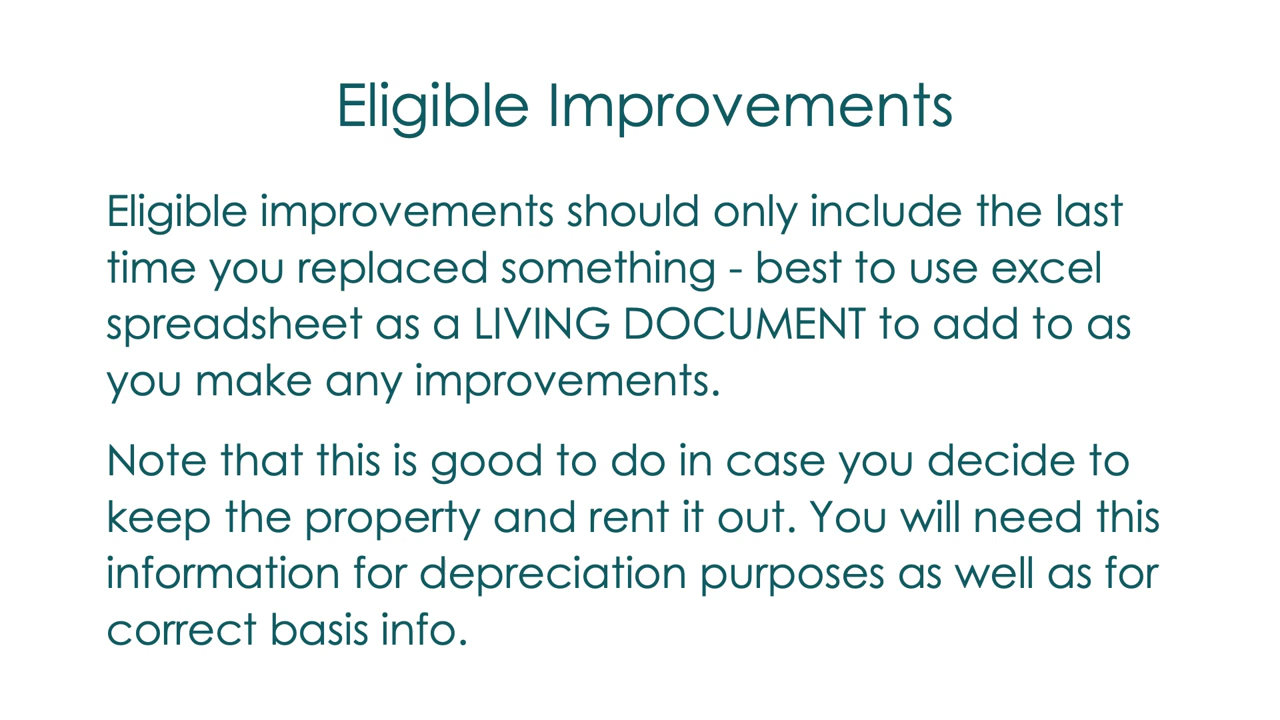 Eligible Improvements
Eligible improvements should only include the last
time you replaced something - best to use excel
spreadsheet as a LIVING DOCUMENT to add to as
you make any improvements.
Note that this is good to do in case you decide to
keep the property and rent it out. You will need this
information for depreciation purposes as well as for
correct basis info.